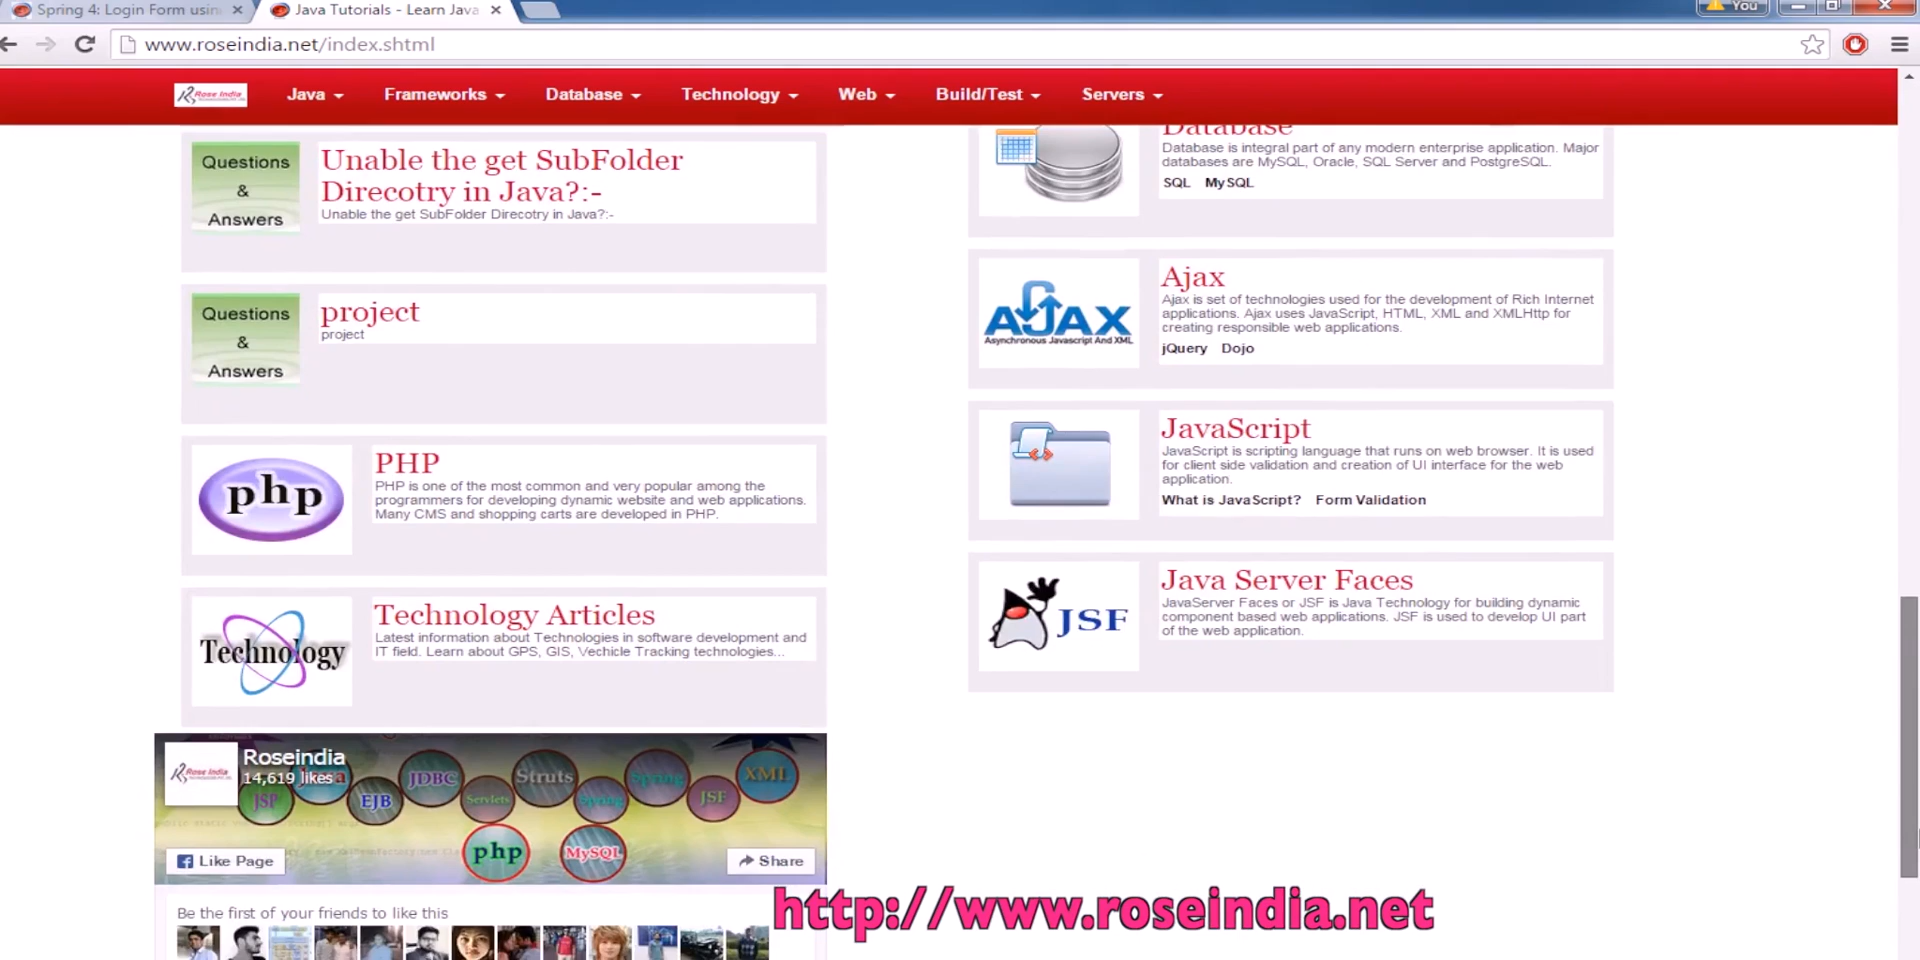 Spring 4: Login Form usin
Java Tutorials - Learn Java
You
www.roseindia.net/index.shtml
Rose India
Java
Frameworks
Database
Technology
Web
Build/Test
Servers
Questions
&
Answers
Unable the get SubFolder
Direcotry in Java?:-
Unable the get SubFolder Direcotry in Java?:-
Questions
&
Answers
project
project
php
PHP
PHP is one of the most common and very popular among the
programmers for developing dynamic website and web applications.
Many CMS and shopping carts are developed in PHP.
Technology
Technology Articles
Latest information about Technologies in software development and
IT field. Learn about GPS, GIS, Vechicle Tracking technologies...
Database
Database is integral part of any modern enterprise application. Major
databases are MySQL, Oracle, SQL Server and PostgreSQL.
SQL MySQL
AJAX
Asynchronous Javascript And XML
Ajax
Ajax is set of technologies used for the development of Rich Internet
applications. Ajax uses JavaScript, HTML, XML and XMLHttp for
creating responsible web applications.
jQuery Dojo
JavaScript
JavaScript is scripting language that runs on web browser. It is used
for client side validation and creation of UI interface for the web
application.
What is JavaScript? Form Validation
JSF
Java Server Faces
JavaServer Faces or JSF is Java Technology for building dynamic
component based web applications. JSF is used to develop UI part
of the web application.
Rose India
Roseindia
14,619 likes
Java
JSP
EJB
JDBC
Servlets
Struts
Spring
Spring
JSF
XML
php
MySQL
Like Page
Share
Be the first of your friends to like this
http://www.roseindia.net